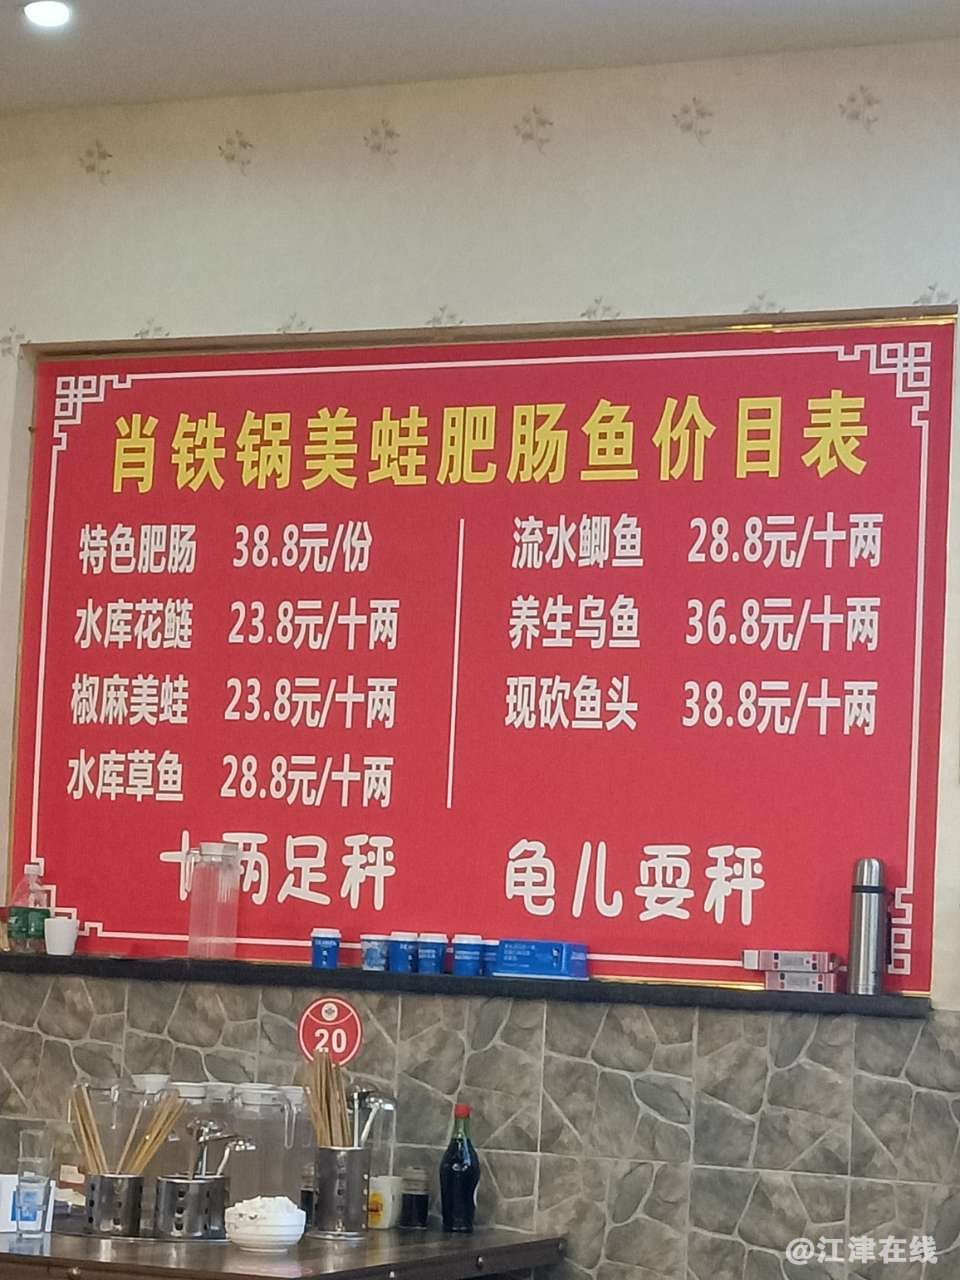 肖铁锅美蛙肥肠鱼价目表
特色肥肠 38.8元/份
水库花鲢 23.8元/十两
椒麻美蛙 23.8元/十两
水库草鱼 28.8元/十两
流水鲫鱼 28.8元/十两
养生乌鱼 36.8元/十两
现砍鱼头 38.8元/十两
十两足秤 龟儿耍秤
20
@江津在线